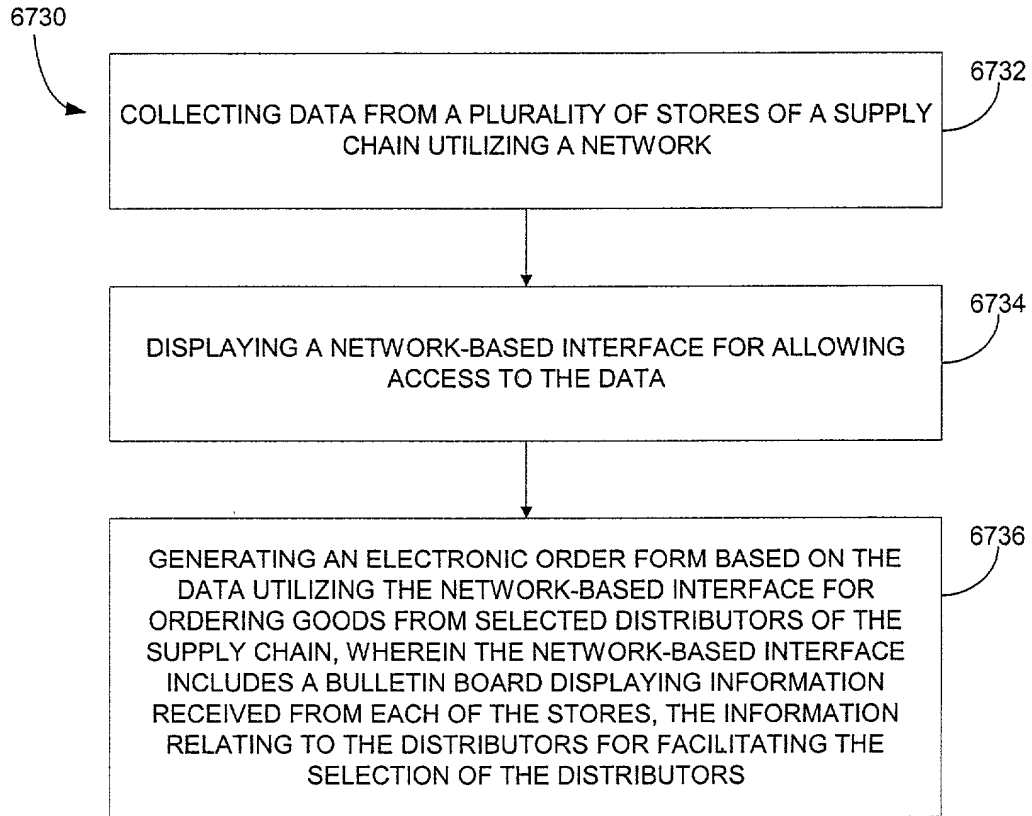 6730
6732
COLLECTING DATA FROM A PLURALITY OF STORES OF A SUPPLY
CHAIN UTILIZING A NETWORK
6734
DISPLAYING A NETWORK-BASED INTERFACE FOR ALLOWING
ACCESS TO THE DATA
6736
GENERATING AN ELECTRONIC ORDER FORM BASED ON THE
DATA UTILIZING THE NETWORK-BASED INTERFACE FOR
ORDERING GOODS FROM SELECTED DISTRIBUTORS OF THE
SUPPLY CHAIN, WHEREIN THE NETWORK-BASED INTERFACE
INCLUDES A BULLETIN BOARD DISPLAYING INFORMATION
RECEIVED FROM EACH OF THE STORES, THE INFORMATION
RELATING TO THE DISTRIBUTORS FOR FACILITATING THE
SELECTION OF THE DISTRIBUTORS